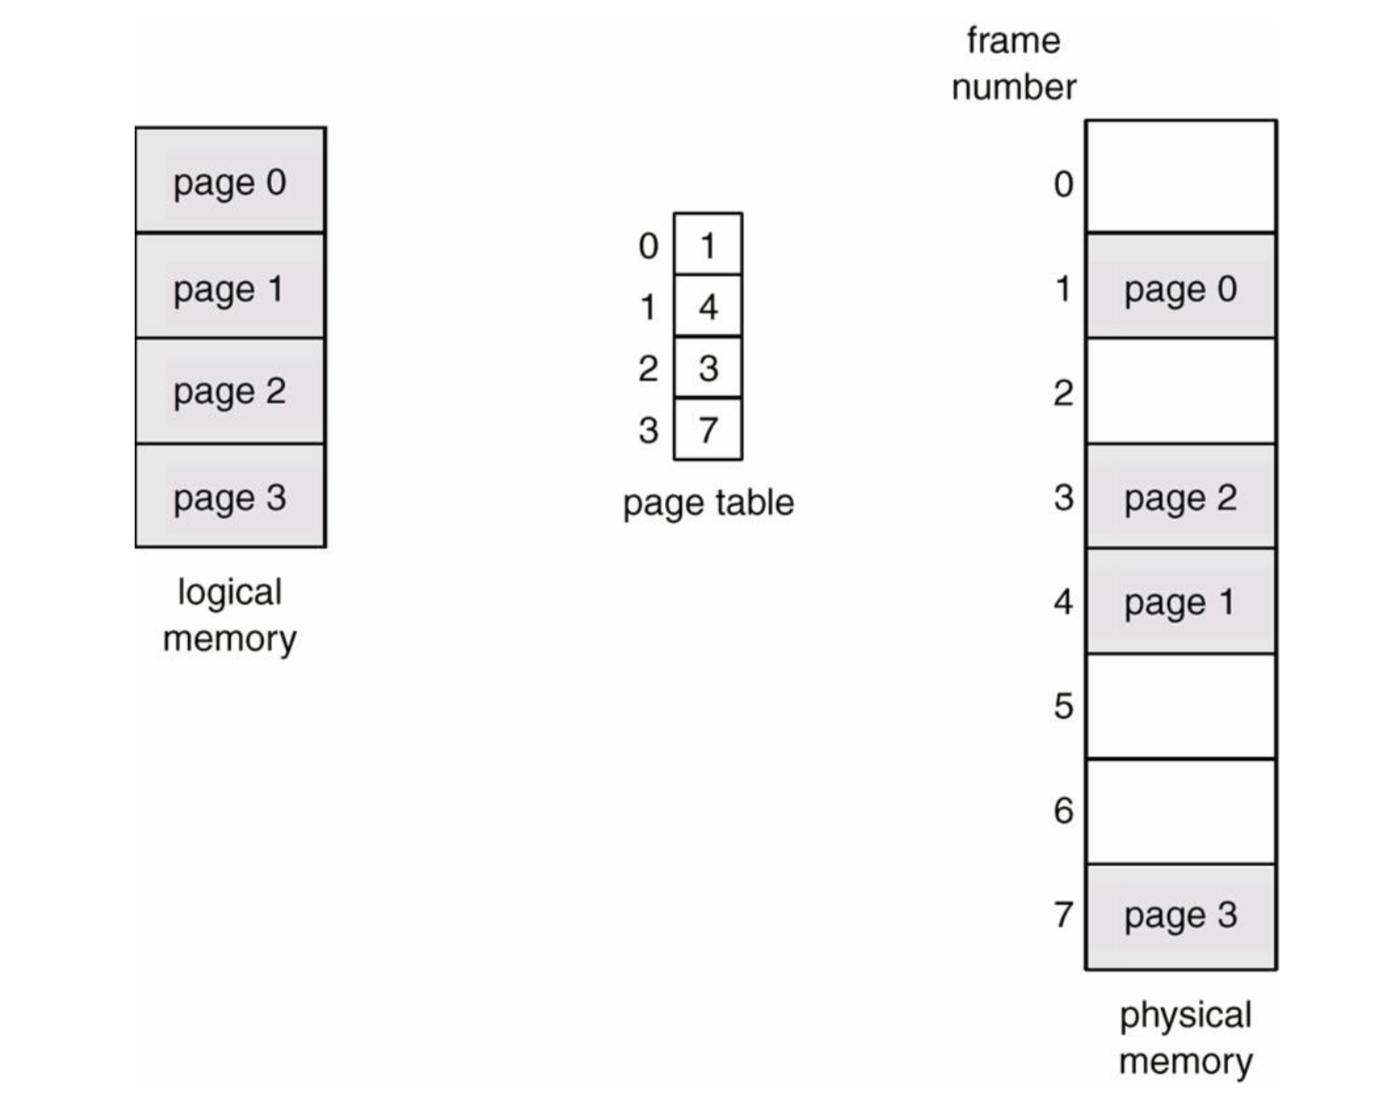 page 0
page 1
page 2
page 3
logical
memory
0 1
1 4
2 3
3 7
page table
frame
number
0
1 page 0
2
3 page 2
4 page 1
5
6
7 page 3
physical
memory